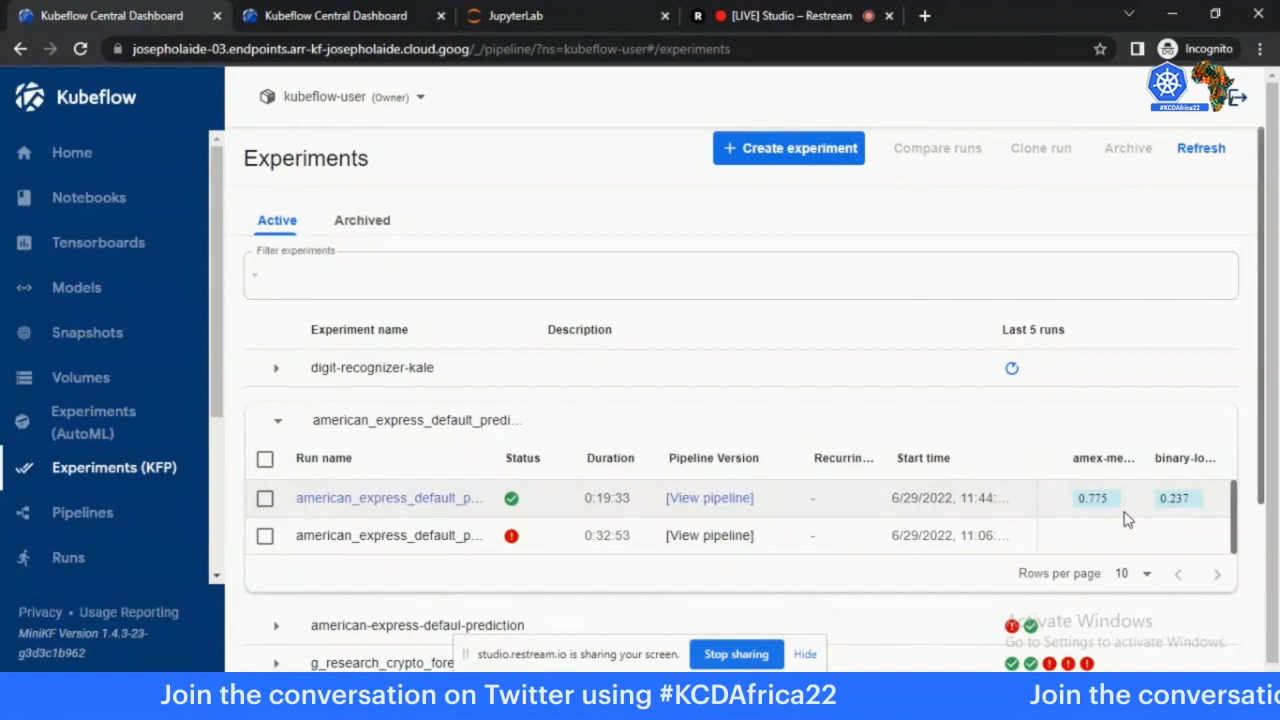 Kubeflow Central Dashboard
Kubeflow Central Dashboard
JupyterLab
R
[LIVE] Studio – Restream
josepholaide-03.endpoints.arr-kf-josepholaide.cloud.goog/_/pipeline/?ns=kubeflow-user#/experiments
Incognito
Kubeflow
kubeflow-user (Owner)
#KCDAfrica22
Home
Notebooks
Tensorboards
Models
Snapshots
Volumes
Experiments
(AutoML)
Experiments (KFP)
Pipelines
Runs
Privacy • Usage Reporting
MiniKF Version 1.4.3-23-
g3d3c1b962
Experiments
+ Create experiment
Compare runs
Clone run
Archive
Refresh
Active
Archived
Filter experiments
Experiment name
Description
Last 5 runs
digit-recognizer-kale
american_express_default_predi...
Run name
Status
Duration
Pipeline Version
Recurrin...
Start time
amex-me...
binary-lo...
american_express_default_p...
0:19:33
[View pipeline]
-
6/29/2022, 11:44:...
0.775
0.237
american_express_default_p...
0:32:53
[View pipeline]
-
6/29/2022, 11:06:...
Rows per page: 10
american-express-defaul-prediction
Activate Windows
Go to Settings to activate Windows.
g_research_crypto_fore
studio.restream.io is sharing your screen.
Stop sharing
Hide
Join the conversation on Twitter using #KCDAfrica22
Join the conversati